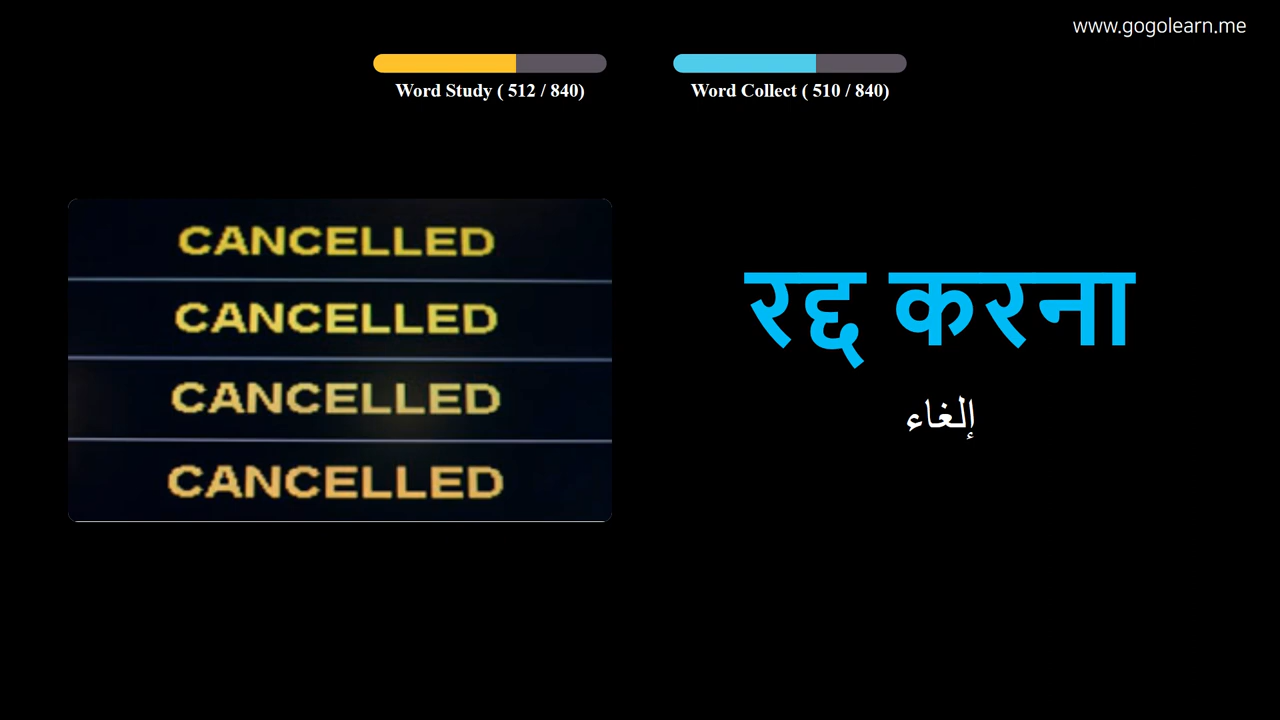 www.gogolearn.me
Word Study ( 512 / 840)
Word Collect ( 510 / 840)
CANCELLED
CANCELLED
CANCELLED
CANCELLED
रद्द करना
إلغاء